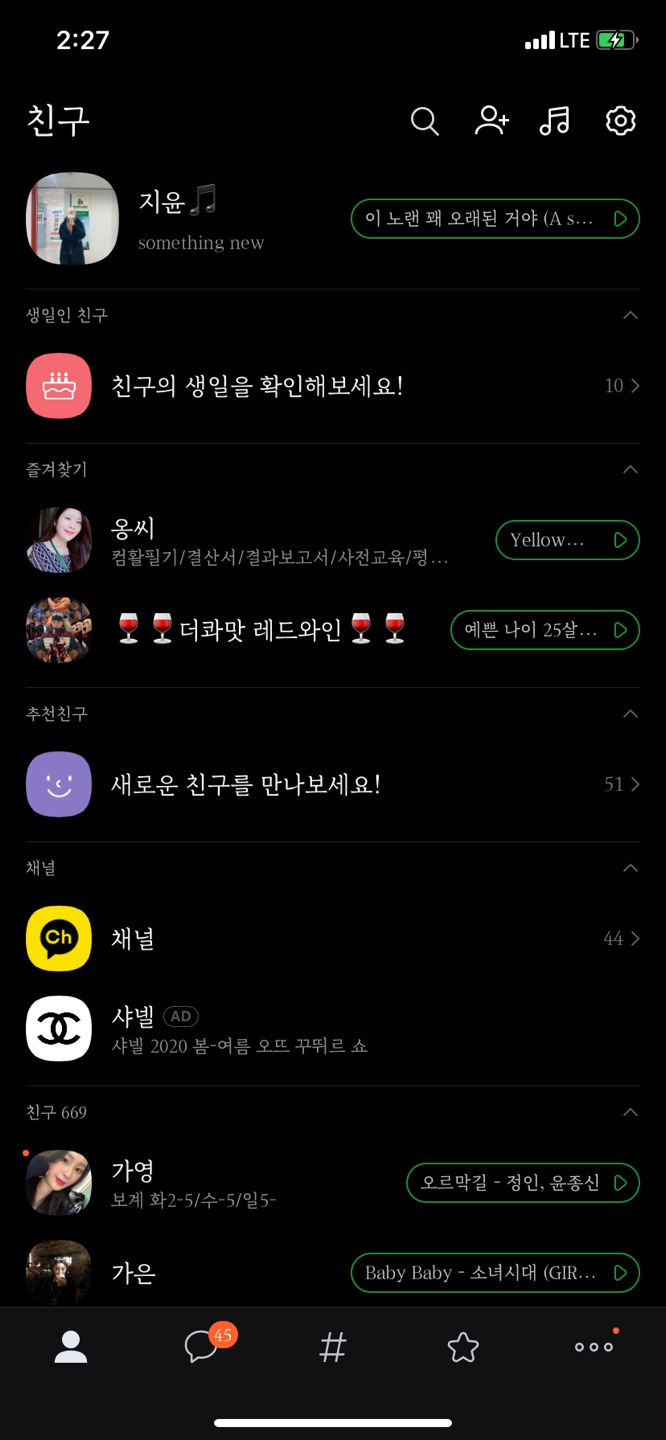 2:27
LTE
친구
지윤🎵
이 노랜 꽤 오래된 거야 (A s...
something new
생일인 친구
친구의 생일을 확인해보세요!
10
즐겨찾기
옹씨
컴활필기/결산서/결과보고서/사전교육/평...
Yellow...
🍷🍷더콰맛 레드와인🍷🍷
예쁜 나이 25살...
추천친구
새로운 친구를 만나보세요!
51
채널
Ch
채널
44
샤넬 AD
샤넬 2020 봄-여름 오뜨 꾸뛰르 쇼
친구 669
가영
보계 화2-5/수-5/일5-
오르막길 - 정인, 윤종신
가은
Baby Baby - 소녀시대 (GIR...
45
#